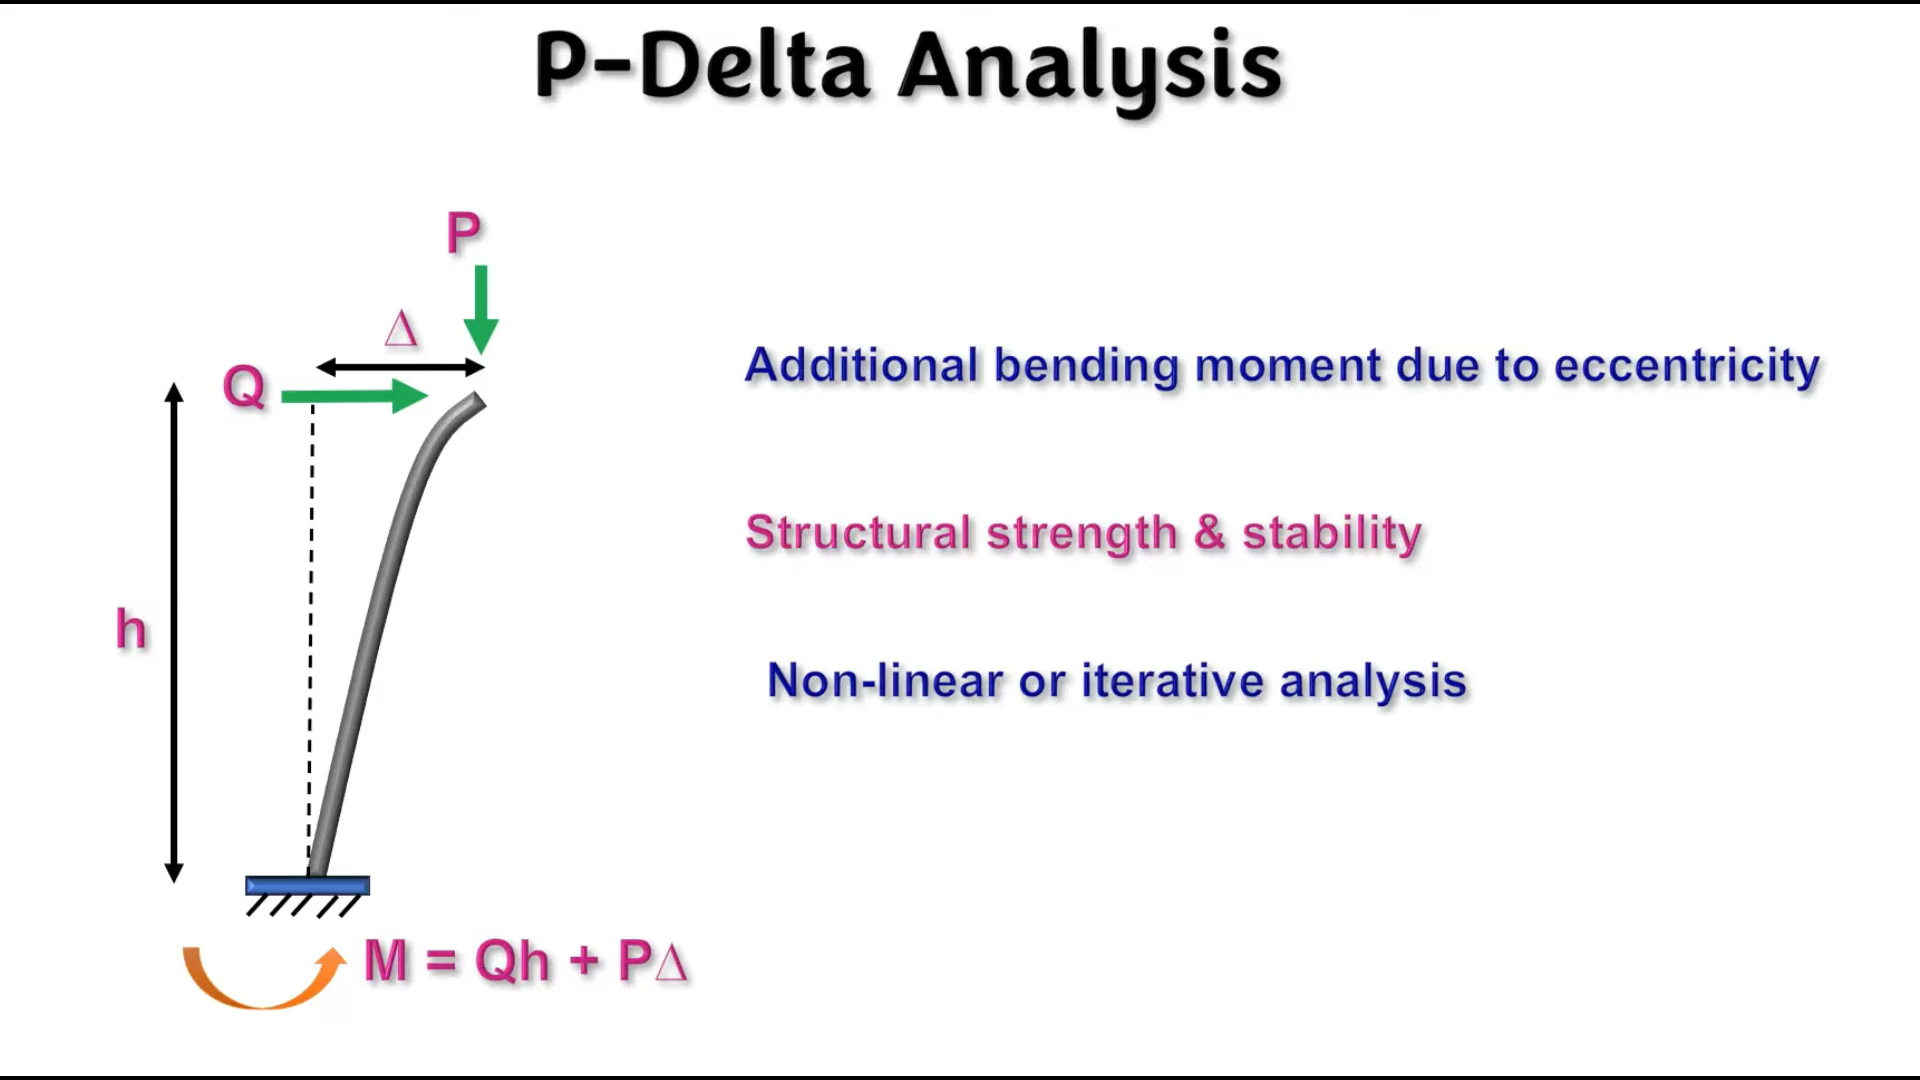 P-Delta Analysis
P
Δ
Q
h
Additional bending moment due to eccentricity
Structural strength & stability
Non-linear or iterative analysis
M = Qh + PΔ